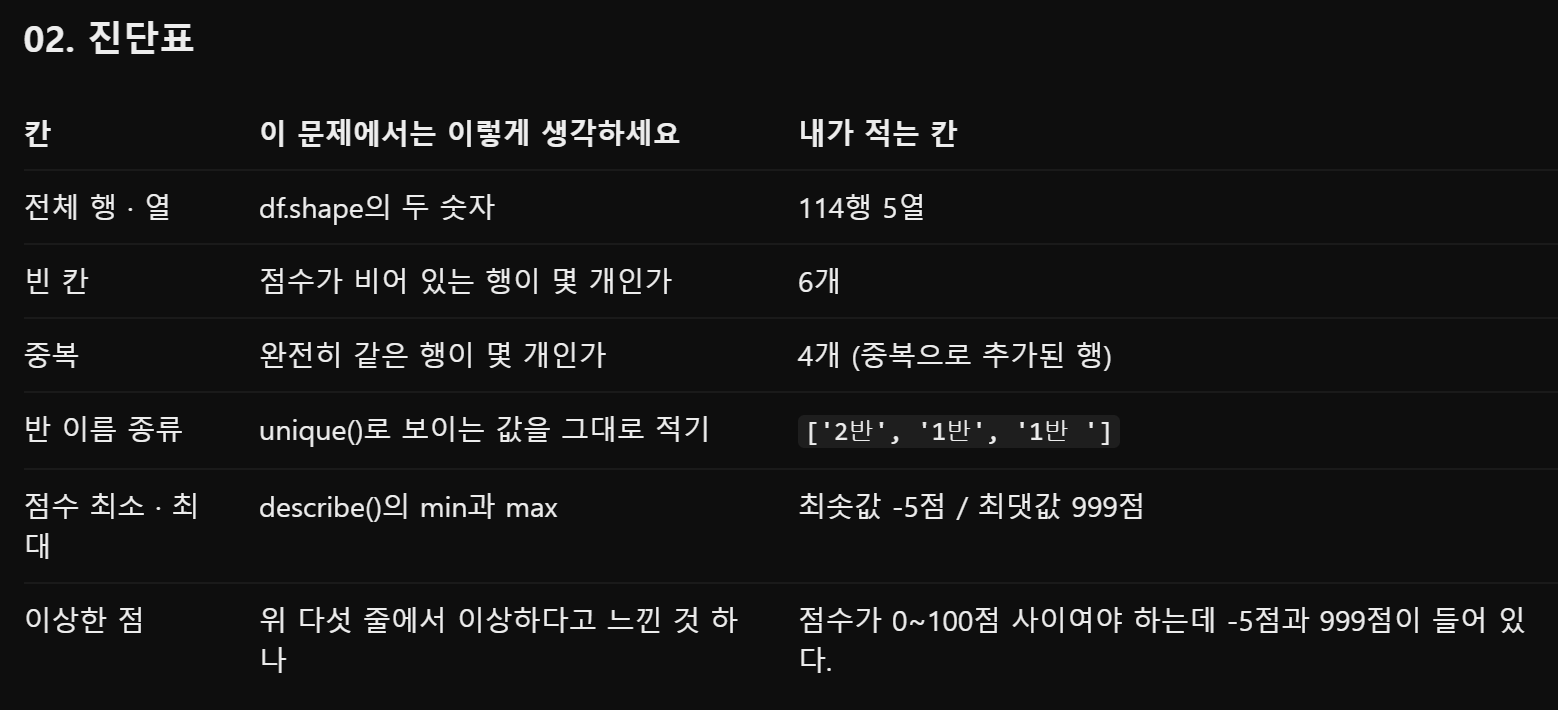 02. 진단표
칸 이 문제에서는 이렇게 생각하세요 내가 적는 칸
전체 행 · 열 df.shape의 두 숫자 114행 5열
빈 칸 점수가 비어 있는 행이 몇 개인가 6개
중복 완전히 같은 행이 몇 개인가 4개 (중복으로 추가된 행)
반 이름 종류 unique()로 보이는 값을 그대로 적기 ['2반', '1반', '1반 ']
점수 최소 · 최 describe()의 min과 max 최솟값 -5점 / 최댓값 999점
대
이상한 점 위 다섯 줄에서 이상하다고 느낀 것 하 점수가 0~100점 사이여야 하는데 -5점과 999점이 들어 있
나 다.